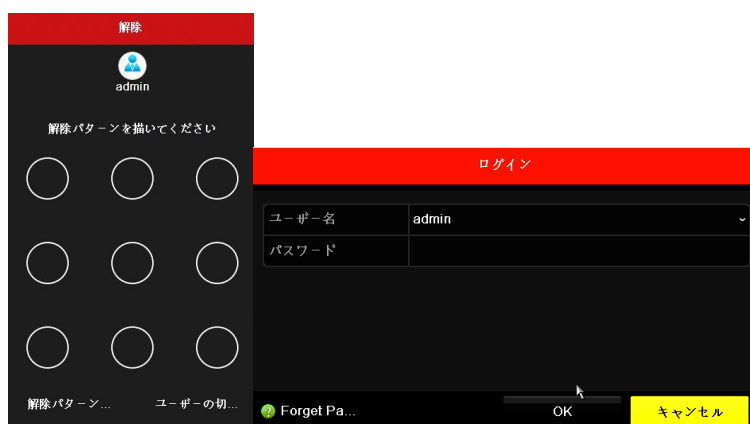 解除
admin
解除パターンを描いてください
解除パターン... ユーザーの切...
ログイン
ユーザー名 admin
パスワード
Forget Pa... OK キャンセル